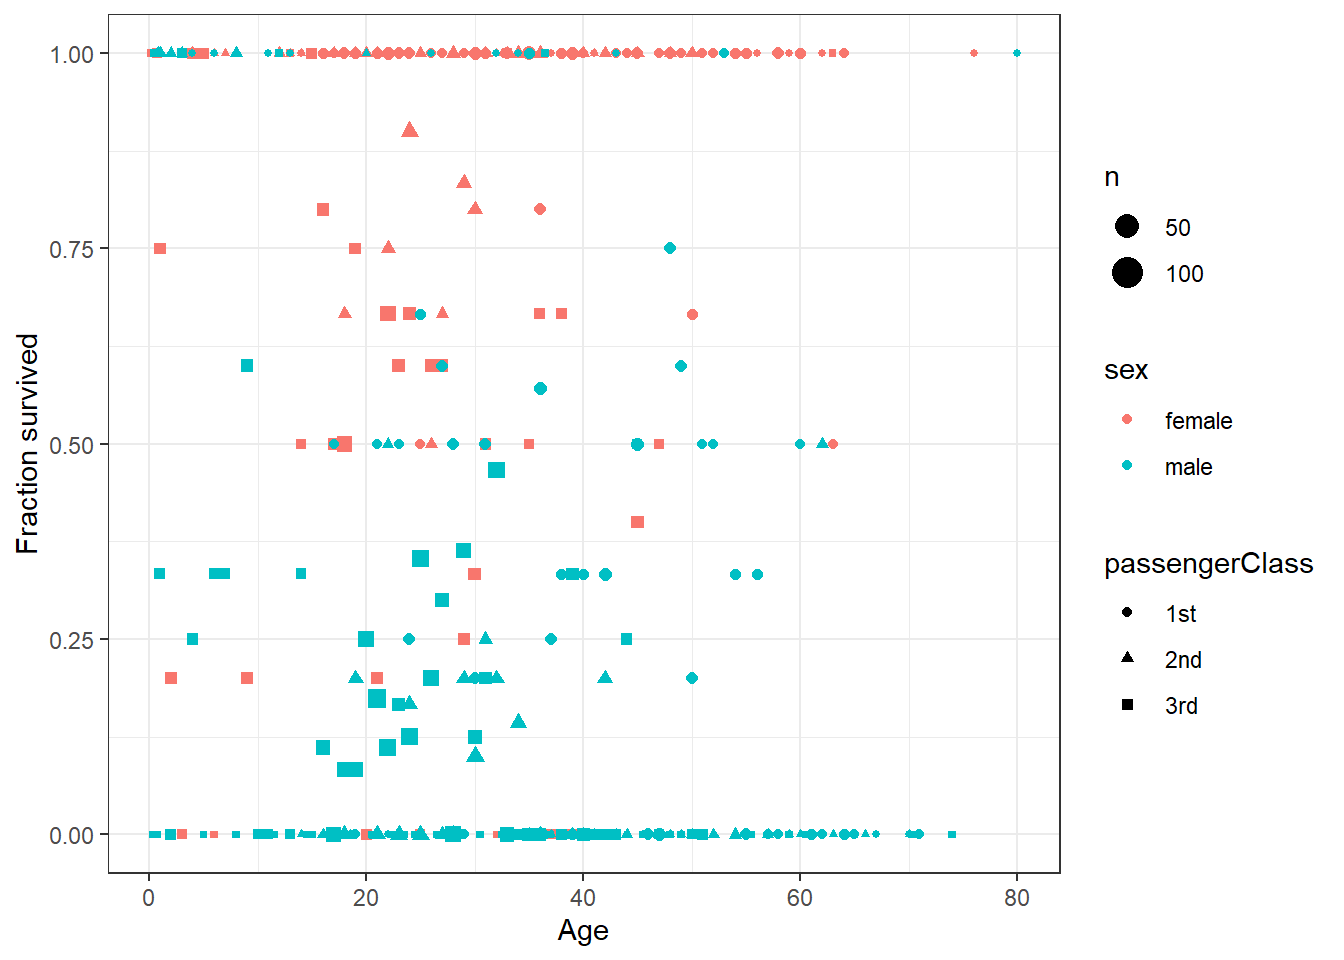 1.00
0.75
0.50
0.25
0.00
Fraction survived
0 20 40 60 80
Age
n
50
100
sex
female
male
passengerClass
1st
2nd
3rd